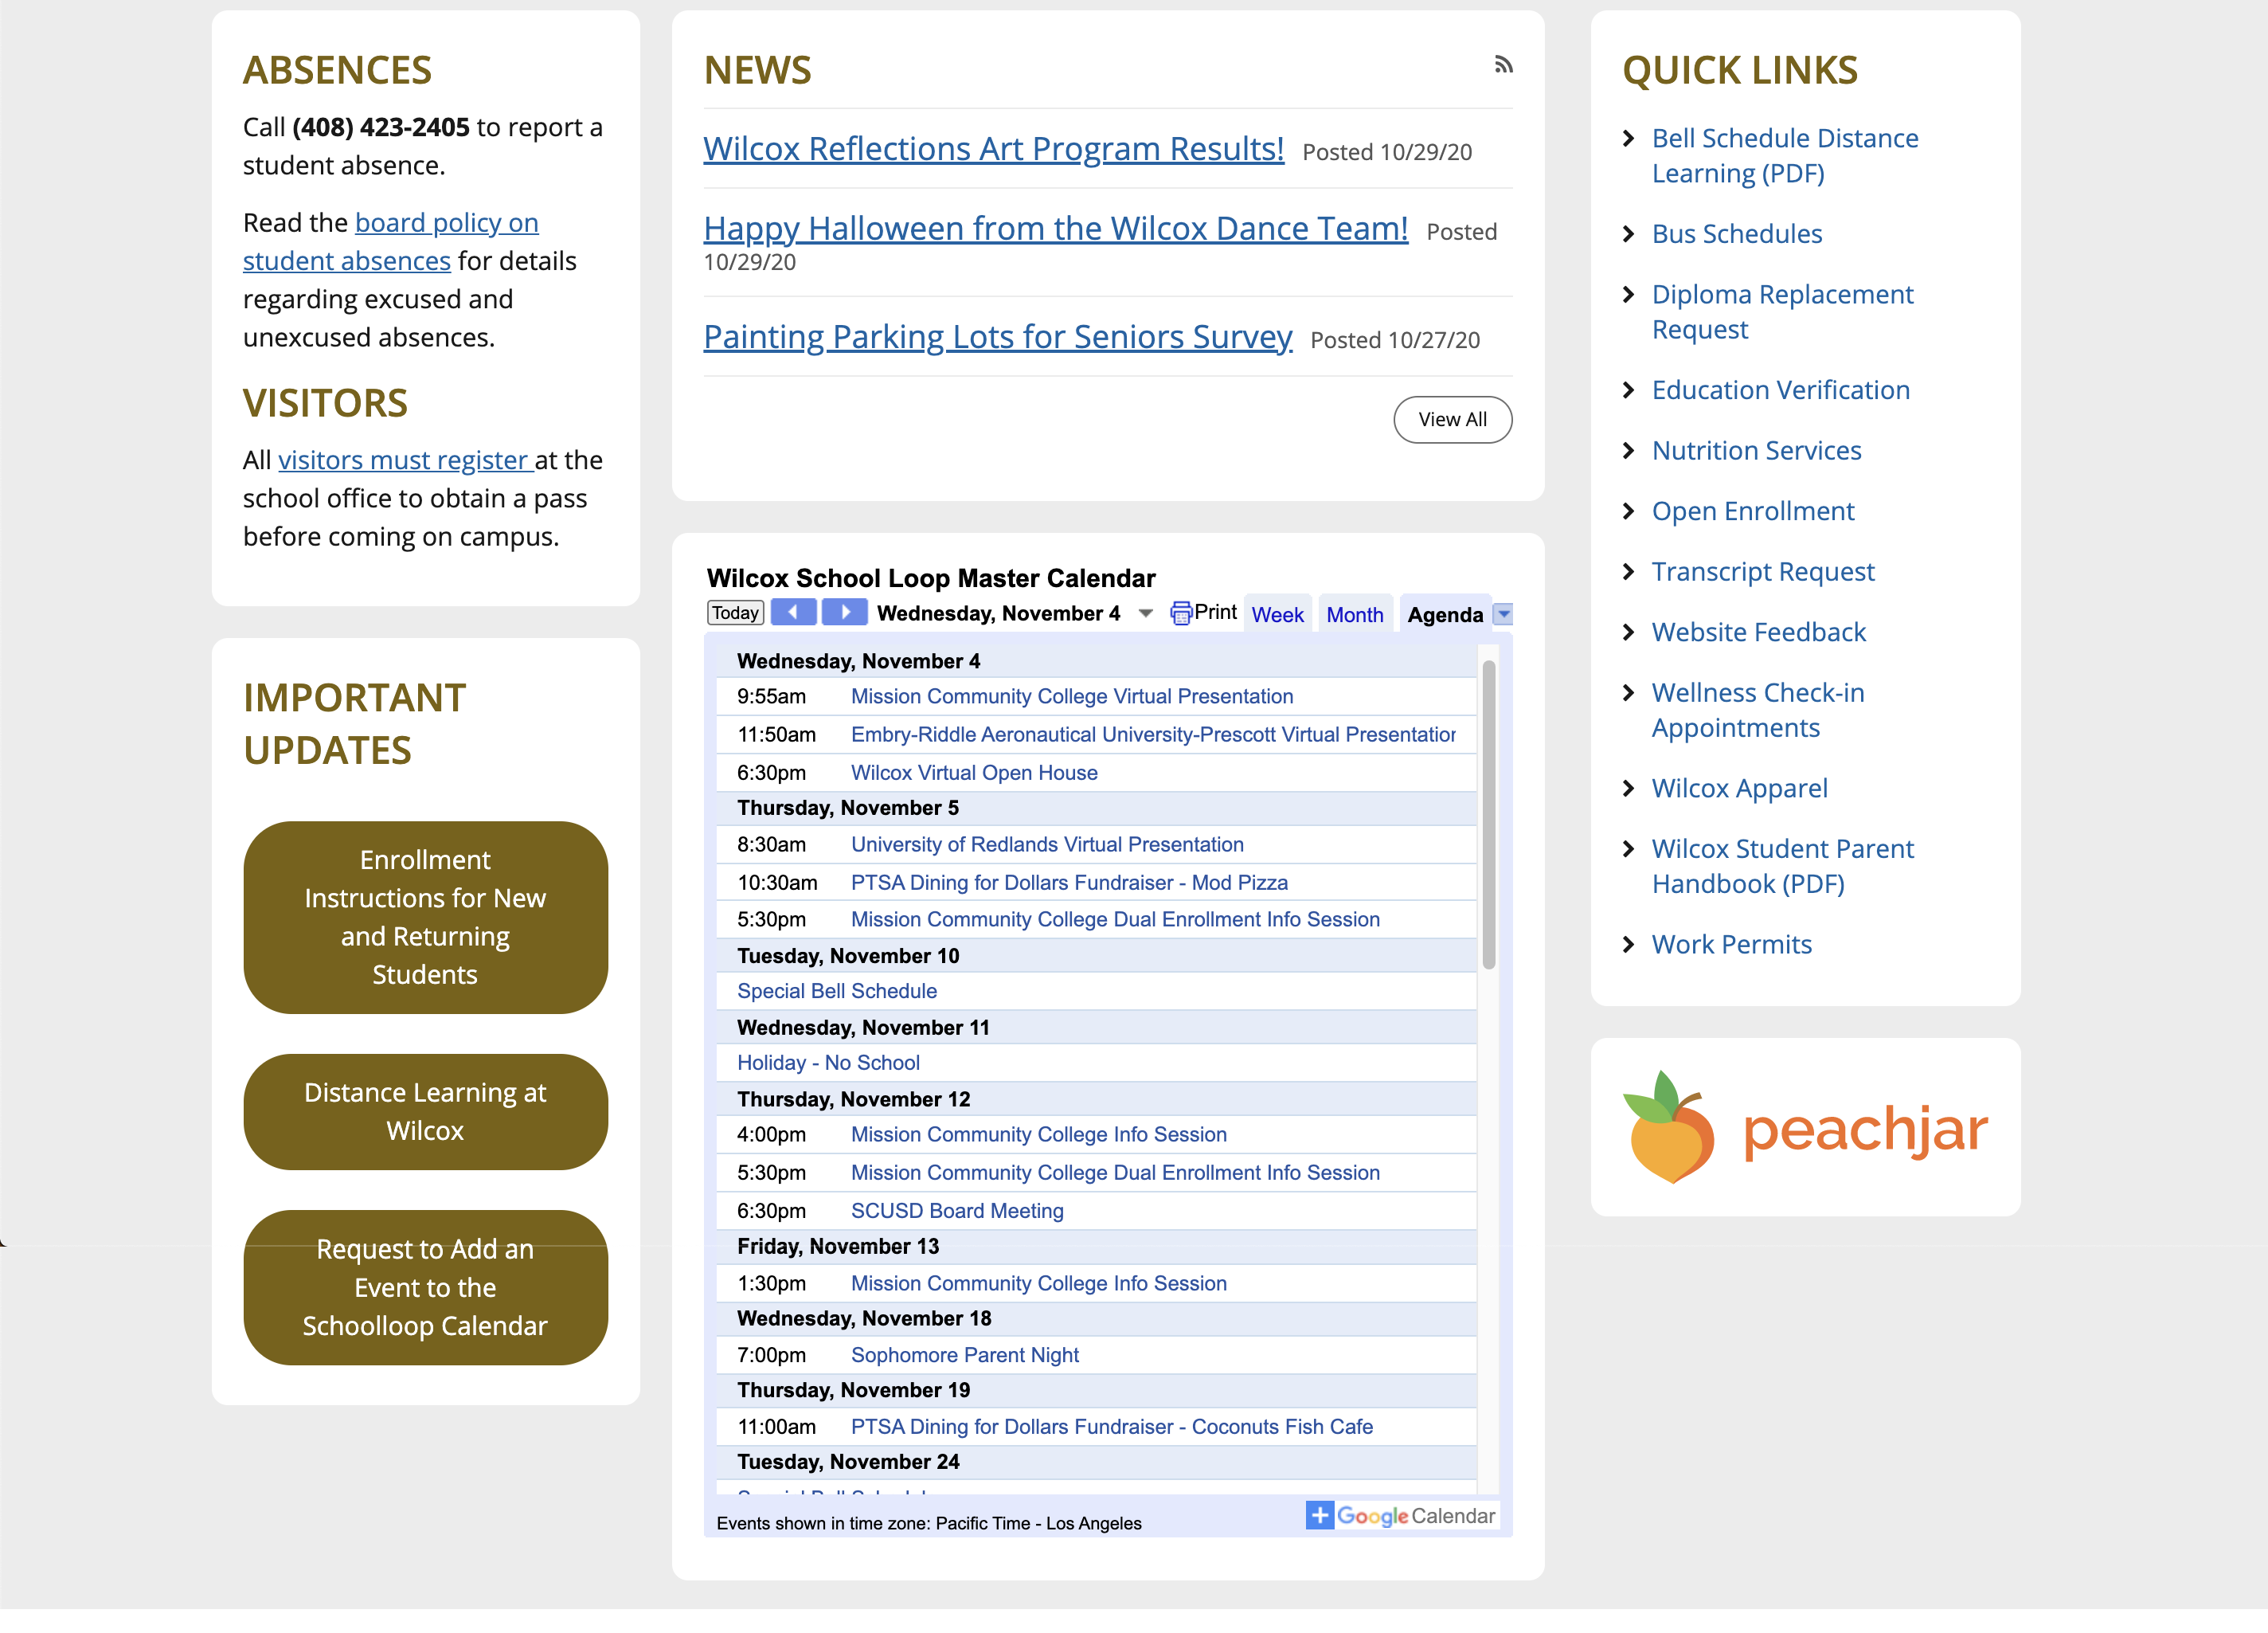 ABSENCES
Call (408) 423-2405 to report a
student absence.
Read the board policy on
student absences for details
regarding excused and
unexcused absences.
VISITORS
All visitors must register at the
school office to obtain a pass
before coming on campus.
IMPORTANT
UPDATES
Enrollment
Instructions for New
and Returning
Students
Distance Learning at
Wilcox
Request to Add an
Event to the
Schoolloop Calendar
NEWS
Wilcox Reflections Art Program Results! Posted 10/29/20
Happy Halloween from the Wilcox Dance Team! Posted
10/29/20
Painting Parking Lots for Seniors Survey Posted 10/27/20
View All
Wilcox School Loop Master Calendar
Today Wednesday, November 4 Print Week Month Agenda
Wednesday, November 4
9:55am Mission Community College Virtual Presentation
11:50am Embry-Riddle Aeronautical University-Prescott Virtual Presentation
6:30pm Wilcox Virtual Open House
Thursday, November 5
8:30am University of Redlands Virtual Presentation
10:30am PTSA Dining for Dollars Fundraiser - Mod Pizza
5:30pm Mission Community College Dual Enrollment Info Session
Tuesday, November 10
Special Bell Schedule
Wednesday, November 11
Holiday - No School
Thursday, November 12
4:00pm Mission Community College Info Session
5:30pm Mission Community College Dual Enrollment Info Session
6:30pm SCUSD Board Meeting
Friday, November 13
1:30pm Mission Community College Info Session
Wednesday, November 18
7:00pm Sophomore Parent Night
Thursday, November 19
11:00am PTSA Dining for Dollars Fundraiser - Coconuts Fish Cafe
Tuesday, November 24
Events shown in time zone: Pacific Time - Los Angeles
Google Calendar
QUICK LINKS
Bell Schedule Distance
Learning (PDF)
Bus Schedules
Diploma Replacement
Request
Education Verification
Nutrition Services
Open Enrollment
Transcript Request
Website Feedback
Wellness Check-in
Appointments
Wilcox Apparel
Wilcox Student Parent
Handbook (PDF)
Work Permits
peachjar